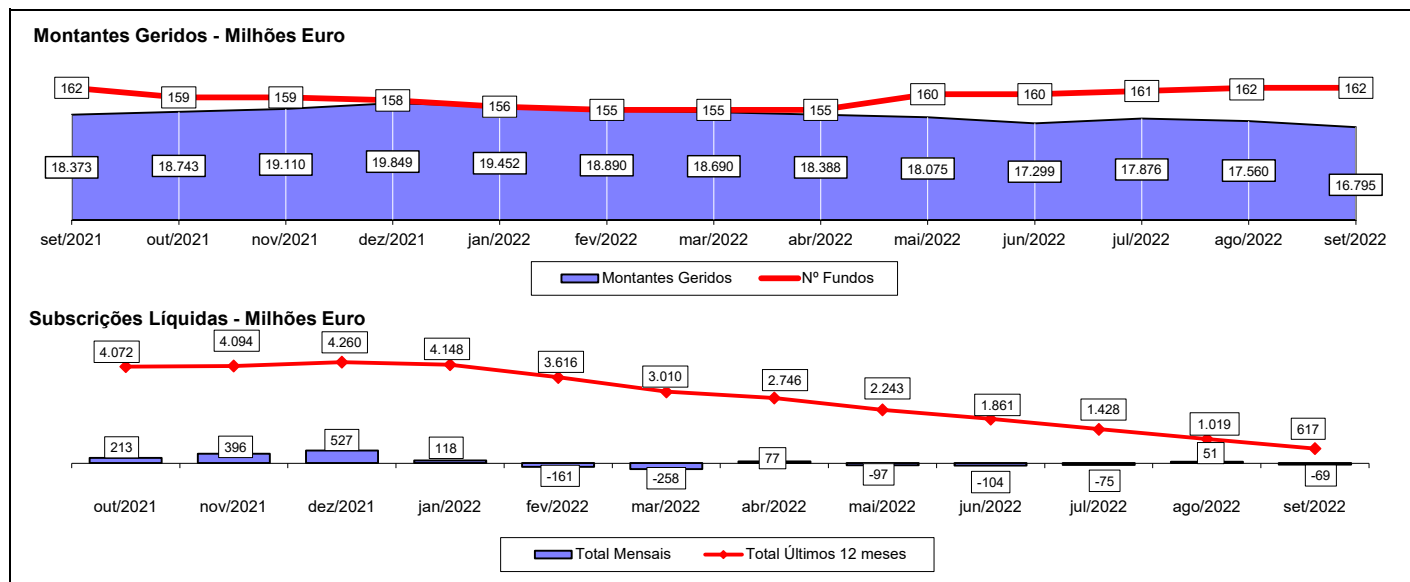 Montantes Geridos - Milhões Euro
162 159 159 158 156 155 155 155 160 160 161 162 162
18.373 18.743 19.110 19.849 19.452 18.890 18.690 18.388 18.075 17.299 17.876 17.560 16.795
set/2021 out/2021 nov/2021 dez/2021 jan/2022 fev/2022 mar/2022 abr/2022 mai/2022 jun/2022 jul/2022 ago/2022 set/2022
Montantes Geridos Nº Fundos
Subscrições Líquidas - Milhões Euro
4.072 4.094 4.260 4.148 3.616 3.010 2.746 2.243 1.861 1.428 1.019 617
213 396 527 118 -161 -258 77 -97 -104 -75 51 -69
out/2021 nov/2021 dez/2021 jan/2022 fev/2022 mar/2022 abr/2022 mai/2022 jun/2022 jul/2022 ago/2022 set/2022
Total Mensais Total Últimos 12 meses